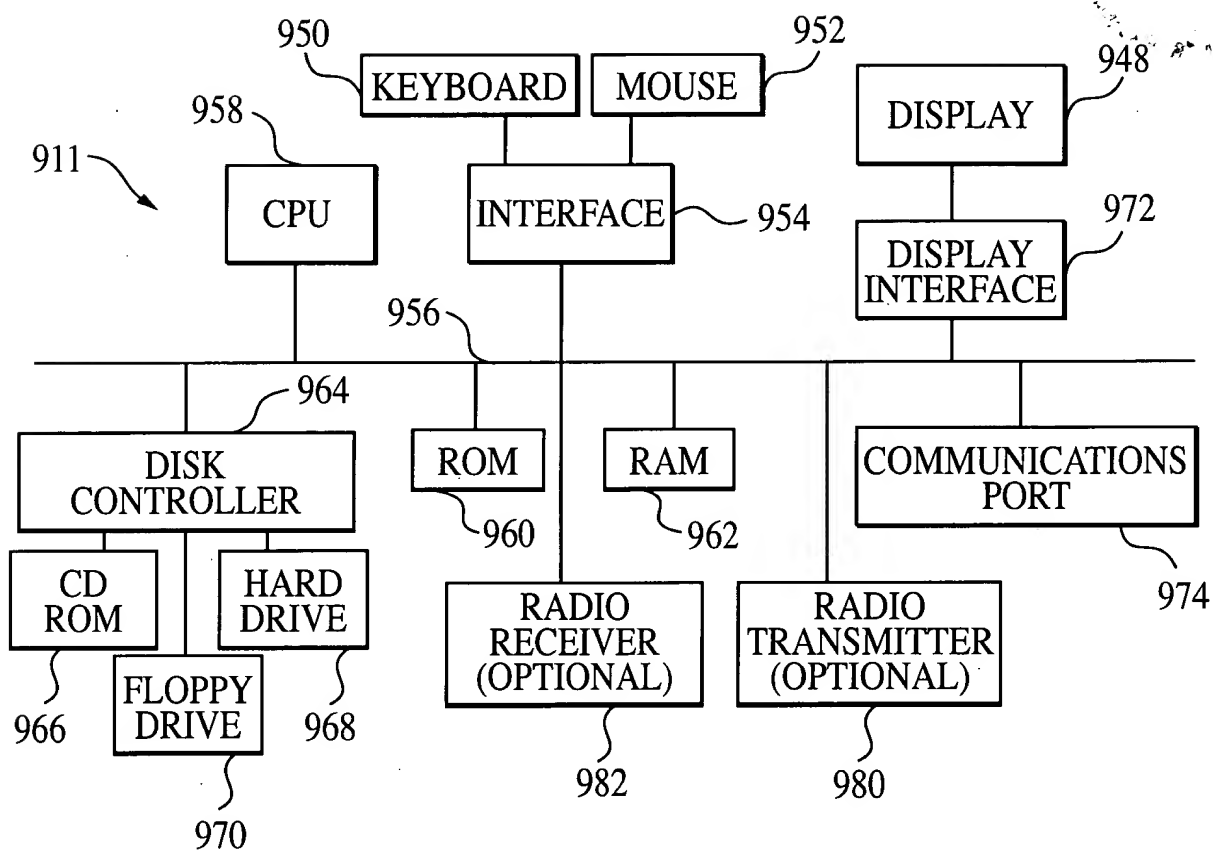 950
952
948
KEYBOARD
MOUSE
DISPLAY
958
911
CPU
INTERFACE
954
972
DISPLAY
INTERFACE
956
964
DISK
CONTROLLER
ROM
RAM
COMMUNICATIONS
PORT
960
962
974
CD
ROM
HARD
DRIVE
RADIO
RECEIVER
(OPTIONAL)
RADIO
TRANSMITTER
(OPTIONAL)
966
FLOPPY
DRIVE
968
982
980
970